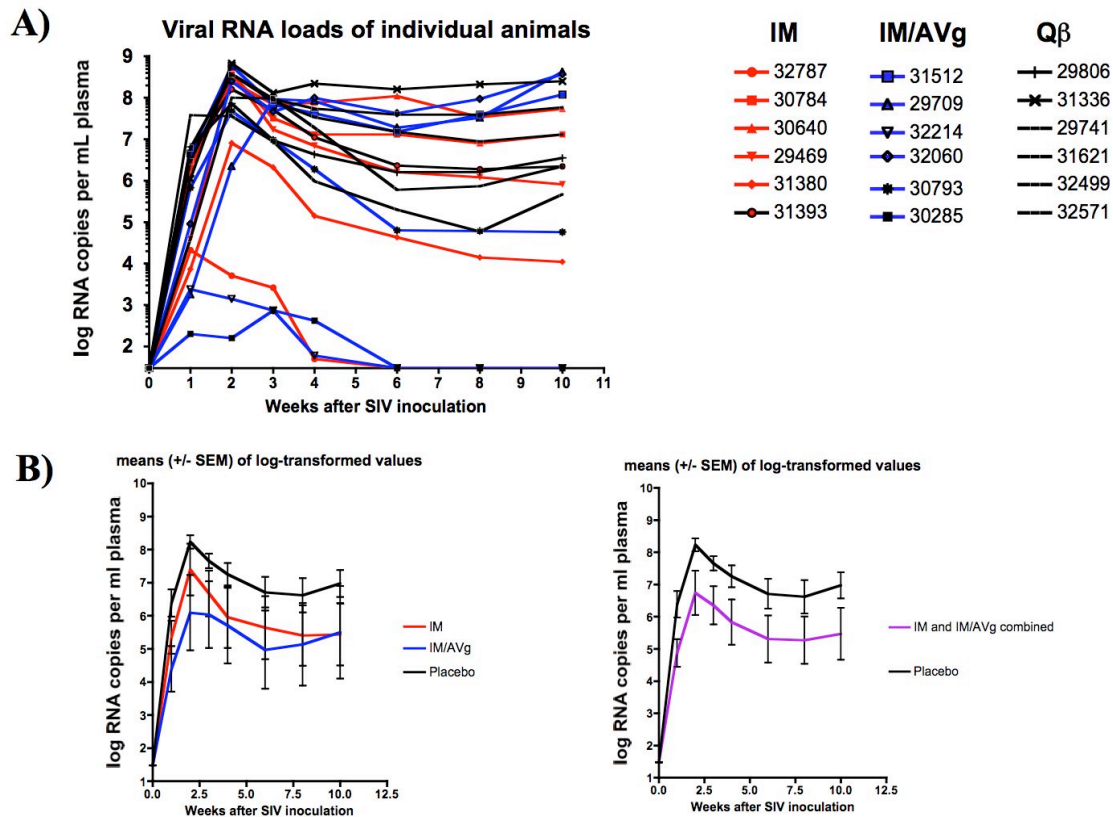 A)
Viral RNA loads of individual animals
log RNA copies per mL plasma
9
8
7
6
5
4
3
2
0 1 2 3 4 5 6 7 8 9 10 11
Weeks after SIV inoculation
IM
32787
30784
30640
29469
31380
31393
IM/AVg
31512
29709
32214
32060
30793
30285
Qβ
29806
31336
29741
31621
32499
32571
B)
means (+/- SEM) of log-transformed values
log RNA copies per ml plasma
10
9
8
7
6
5
4
3
2
1
0.0 2.5 5.0 7.5 10.0 12.5
Weeks after SIV inoculation
IM
IM/AVg
Placebo
means (+/- SEM) of log-transformed values
log RNA copies per ml plasma
10
9
8
7
6
5
4
3
2
1
0.0 2.5 5.0 7.5 10.0 12.5
Weeks after SIV inoculation
IM and IM/AVg combined
Placebo